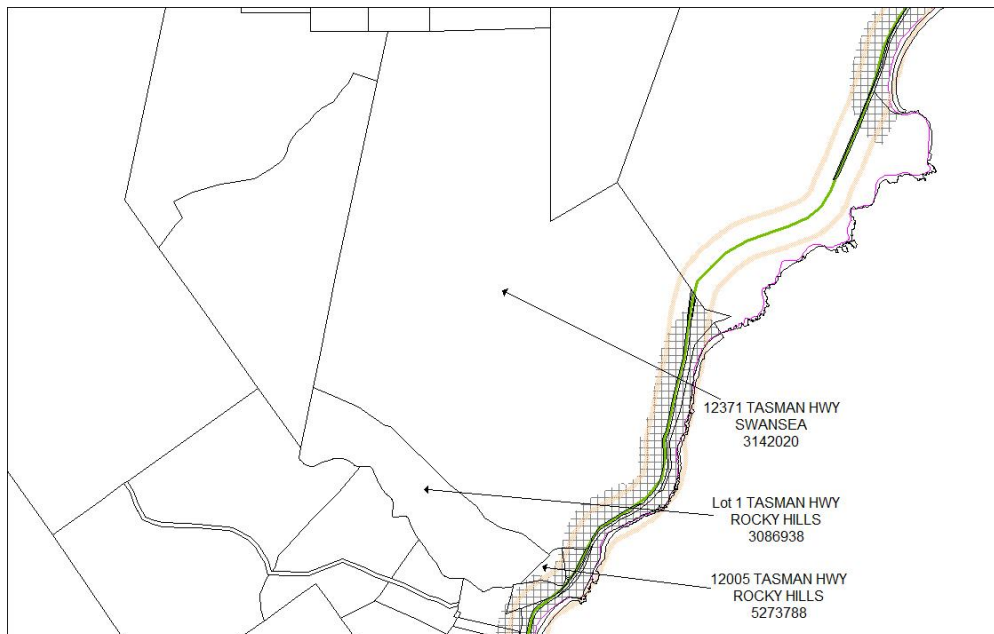 12371 TASMAN HWY
SWANSEA
3142020
Lot 1 TASMAN HWY
ROCKY HILLS
3086938
12005 TASMAN HWY
ROCKY HILLS
5273788